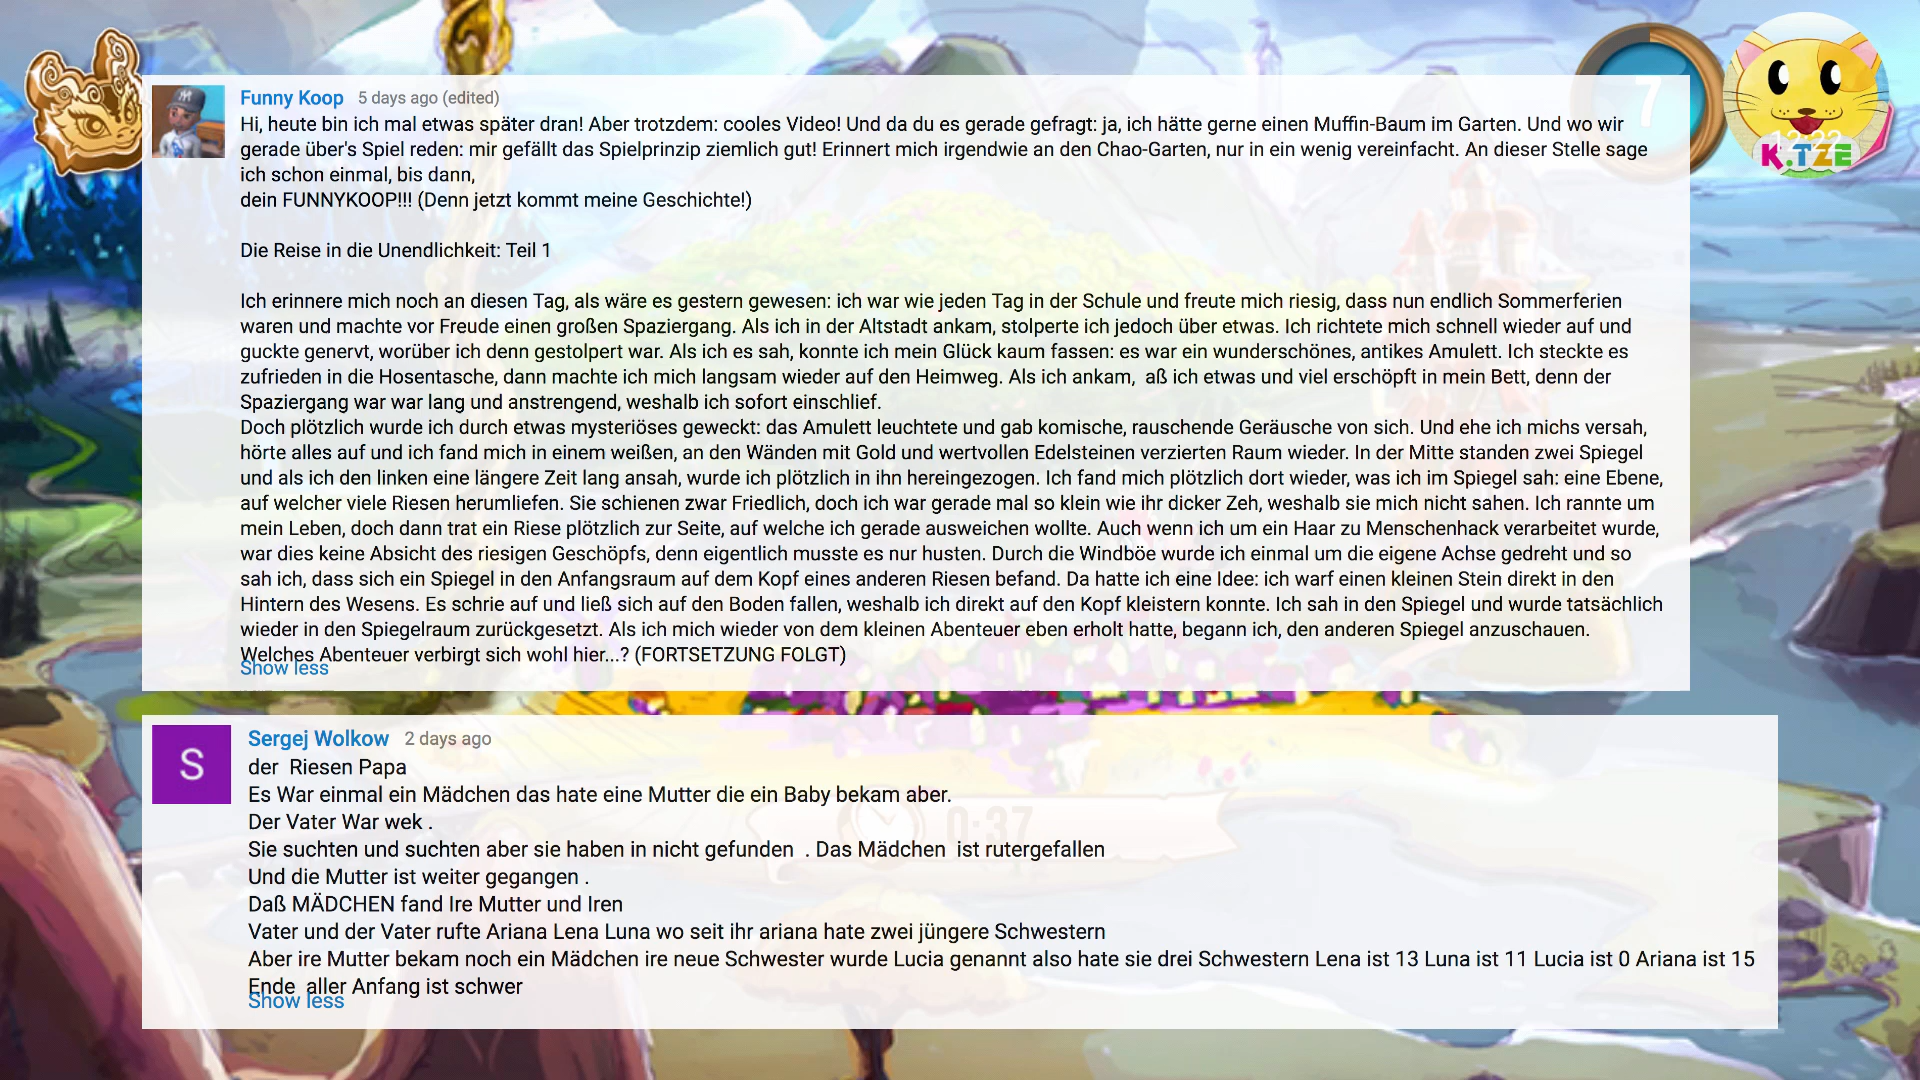 Funny Koop 5 days ago (edited)
Hi, heute bin ich mal etwas später dran! Aber trotzdem: cooles Video! Und da du es gerade gefragt: ja, ich hätte gerne einen Muffin-Baum im Garten. Und wo wir
gerade über's Spiel reden: mir gefällt das Spielprinzip ziemlich gut! Erinnert mich irgendwie an den Chao-Garten, nur in ein wenig vereinfacht. An dieser Stelle sage
ich schon einmal, bis dann,
dein FUNNYKOOP!!! (Denn jetzt kommt meine Geschichte!)
Die Reise in die Unendlichkeit: Teil 1
Ich erinnere mich noch an diesen Tag, als wäre es gestern gewesen: ich war wie jeden Tag in der Schule und freute mich riesig, dass nun endlich Sommerferien
waren und machte vor Freude einen großen Spaziergang. Als ich in der Altstadt ankam, stolperte ich jedoch über etwas. Ich richtete mich schnell wieder auf und
guckte genervt, worüber ich denn gestolpert war. Als ich es sah, konnte ich mein Glück kaum fassen: es war ein wunderschönes, antikes Amulett. Ich steckte es
zufrieden in die Hosentasche, dann machte ich mich langsam wieder auf den Heimweg. Als ich ankam,  aß ich etwas und viel erschöpft in mein Bett, denn der
Spaziergang war war lang und anstrengend, weshalb ich sofort einschlief.
Doch plötzlich wurde ich durch etwas mysteriöses geweckt: das Amulett leuchtete und gab komische, rauschende Geräusche von sich. Und ehe ich michs versah,
hörte alles auf und ich fand mich in einem weißen, an den Wänden mit Gold und wertvollen Edelsteinen verzierten Raum wieder. In der Mitte standen zwei Spiegel
und als ich den linken eine längere Zeit lang ansah, wurde ich plötzlich in ihn hereingezogen. Ich fand mich plötzlich dort wieder, was ich im Spiegel sah: eine Ebene,
auf welcher viele Riesen herumliefen. Sie schienen zwar Friedlich, doch ich war gerade mal so klein wie ihr dicker Zeh, weshalb sie mich nicht sahen. Ich rannte um
mein Leben, doch dann trat ein Riese plötzlich zur Seite, auf welche ich gerade ausweichen wollte. Auch wenn ich um ein Haar zu Menschenhack verarbeitet wurde,
war dies keine Absicht des riesigen Geschöpfs, denn eigentlich musste es nur husten. Durch die Windböe wurde ich einmal um die eigene Achse gedreht und so
sah ich, dass sich ein Spiegel in den Anfangsraum auf dem Kopf eines anderen Riesen befand. Da hatte ich eine Idee: ich warf einen kleinen Stein direkt in den
Hintern des Wesens. Es schrie auf und ließ sich auf den Boden fallen, weshalb ich direkt auf den Kopf kleistern konnte. Ich sah in den Spiegel und wurde tatsächlich
wieder in den Spiegelraum zurückgesetzt. Als ich mich wieder von dem kleinen Abenteuer eben erholt hatte, begann ich, den anderen Spiegel anzuschauen.
Welches Abenteuer verbirgt sich wohl hier...? (FORTSETZUNG FOLGT)
Show less
7
K.TZE
Sergej Wolkow 2 days ago
S
der  Riesen Papa
Es War einmal ein Mädchen das hate eine Mutter die ein Baby bekam aber.
Der Vater War wek .
Sie suchten und suchten aber sie haben in nicht gefunden  . Das Mädchen  ist rutergefallen
Und die Mutter ist weiter gegangen .
Daß MÄDCHEN fand Ire Mutter und Iren
Vater und der Vater rufte Ariana Lena Luna wo seit ihr ariana hate zwei jüngere Schwestern
Aber ire Mutter bekam noch ein Mädchen ire neue Schwester wurde Lucia genannt also hate sie drei Schwestern Lena ist 13 Luna ist 11 Lucia ist 0 Ariana ist 15
Ende  aller Anfang ist schwer
Show less
0:37